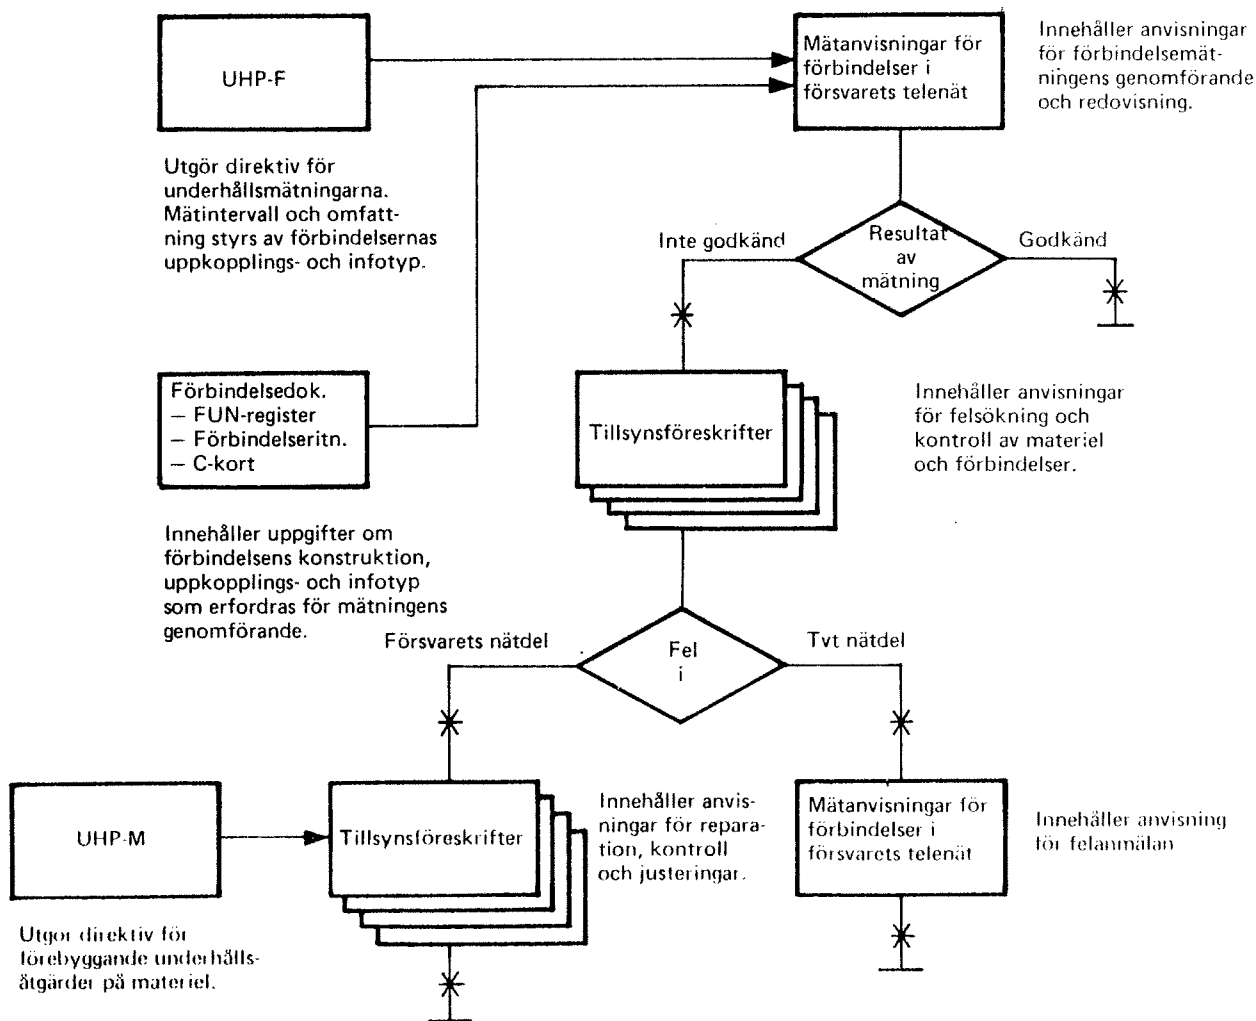 UHP-F
Utgör direktiv för
underhållsmätningarna.
Mätintervall och omfatt-
ning styrs av förbindelsernas
uppkopplings- och infotyp.
Mätanvisningar för
förbindelser i
försvarets telenät
Innehåller anvisningar
för förbindelsemät-
ningens genomförande
och redovisning.
Resultat
av
mätning
Inte godkänd
Godkänd
Förbindelsedok.
– FUN-register
– Förbindelseritn.
– C-kort
Innehåller uppgifter om
förbindelsens konstruktion,
uppkopplings- och infotyp
som erfordras för mätningens
genomförande.
Tillsynsföreskrifter
Innehåller anvisningar
för felsökning och
kontroll av materiel
och förbindelser.
Fel
i
Försvarets nätdel
Tvt nätdel
UHP-M
Utgör direktiv för
förebyggande underhålls-
åtgärder på materiel.
Tillsynsföreskrifter
Innehåller anvis-
ningar för repara-
tion, kontroll
och justeringar.
Mätanvisningar för
förbindelser i
försvarets telenät
Innehåller anvisning
för felanmälan